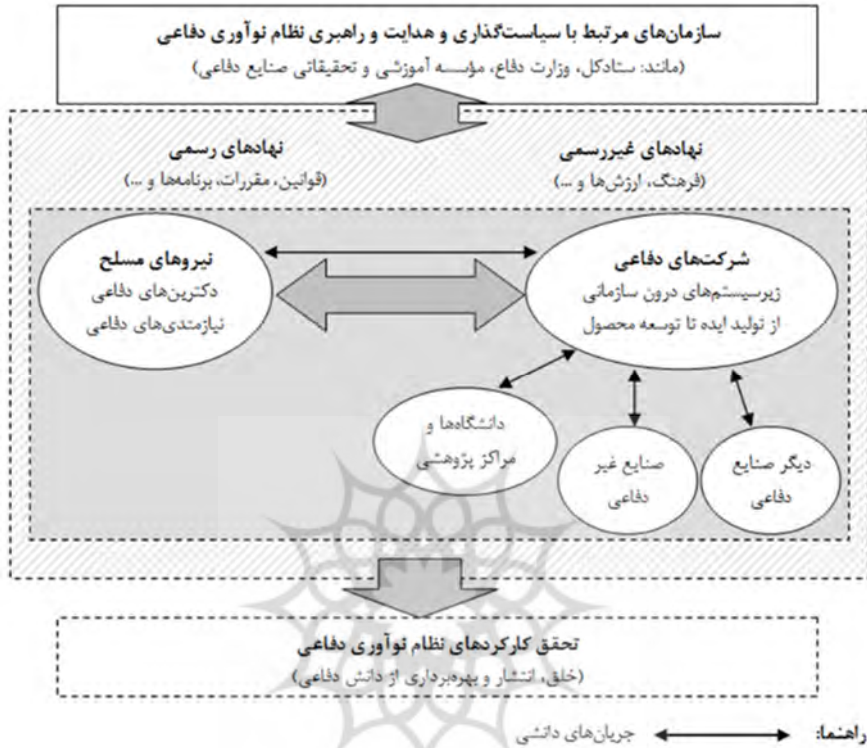 سازمان‌های مرتبط با سیاست‌گذاری و هدایت و راهبری نظام نوآوری دفاعی
(مانند: ستادکل، وزارت دفاع، مؤسسه آموزشی و تحقیقاتی صنایع دفاعی)
نهادهای غیررسمی
(فرهنگ، ارزش‌ها و ...)
نهادهای رسمی
(قوانین، مقررات، برنامه‌ها و ...)
شرکت‌های دفاعی
زیرسیستم‌های درون سازمانی
از تولید ایده تا توسعه محصول
نیروهای مسلح
دکترین‌های دفاعی
نیازمندی‌های دفاعی
دیگر صنایع
دفاعی
صنایع غیر
دفاعی
دانشگاه‌ها و
مراکز پژوهشی
تحقق کارکردهای نظام نوآوری دفاعی
(خلق، انتشار و بهره‌برداری از دانش دفاعی)
راهنما: جریان‌های دانشی